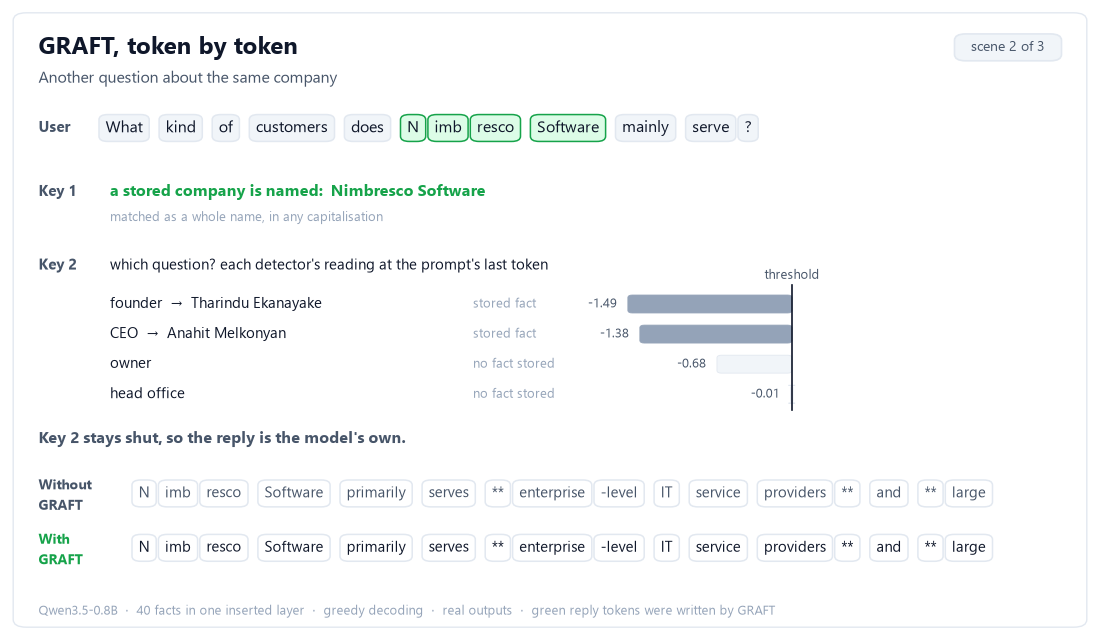 GRAFT, token by token
scene 2 of 3
Another question about the same company
User What kind of customers does N imb resco Software mainly serve ?
Key 1 a stored company is named: Nimbresco Software
matched as a whole name, in any capitalisation
Key 2 which question? each detector's reading at the prompt's last token
threshold
founder → Tharindu Ekanayake stored fact -1.49
CEO → Anahit Melkonyan stored fact -1.38
owner no fact stored -0.68
head office no fact stored -0.01
Key 2 stays shut, so the reply is the model's own.
Without GRAFT N imb resco Software primarily serves ** enterprise -level IT service providers ** and ** large
With GRAFT N imb resco Software primarily serves ** enterprise -level IT service providers ** and ** large
Qwen3.5-0.8B · 40 facts in one inserted layer · greedy decoding · real outputs · green reply tokens were written by GRAFT